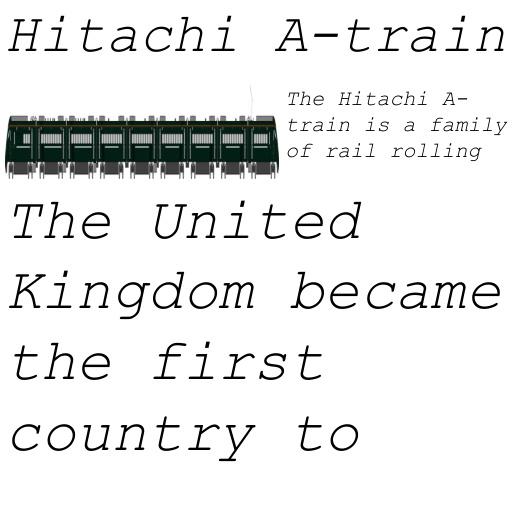 Hitachi A-train
The Hitachi A-
train is a family
of rail rolling
The United
Kingdom became
the first
country to